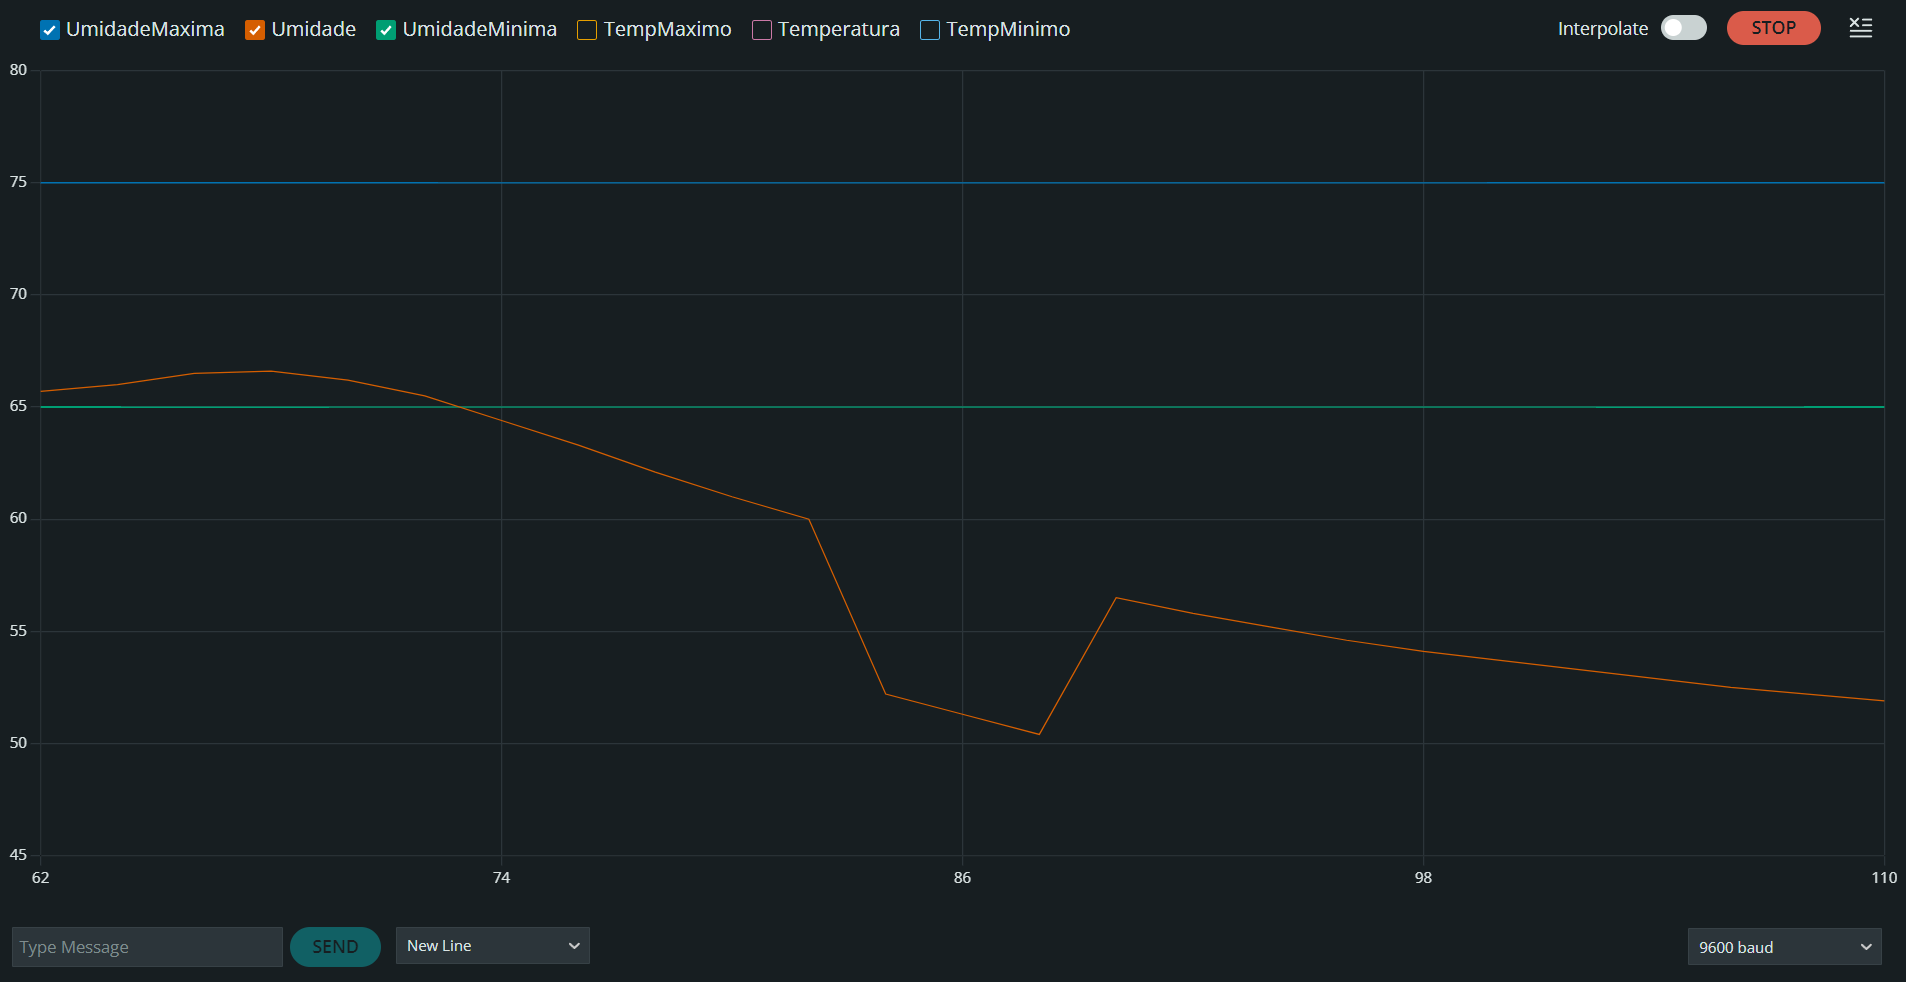 UmidadeMaxima Umidade UmidadeMinima TempMaximo Temperatura TempMinimo Interpolate STOP
80
75
70
65
60
55
50
45
62 74 86 98 110
Type Message SEND New Line 9600 baud